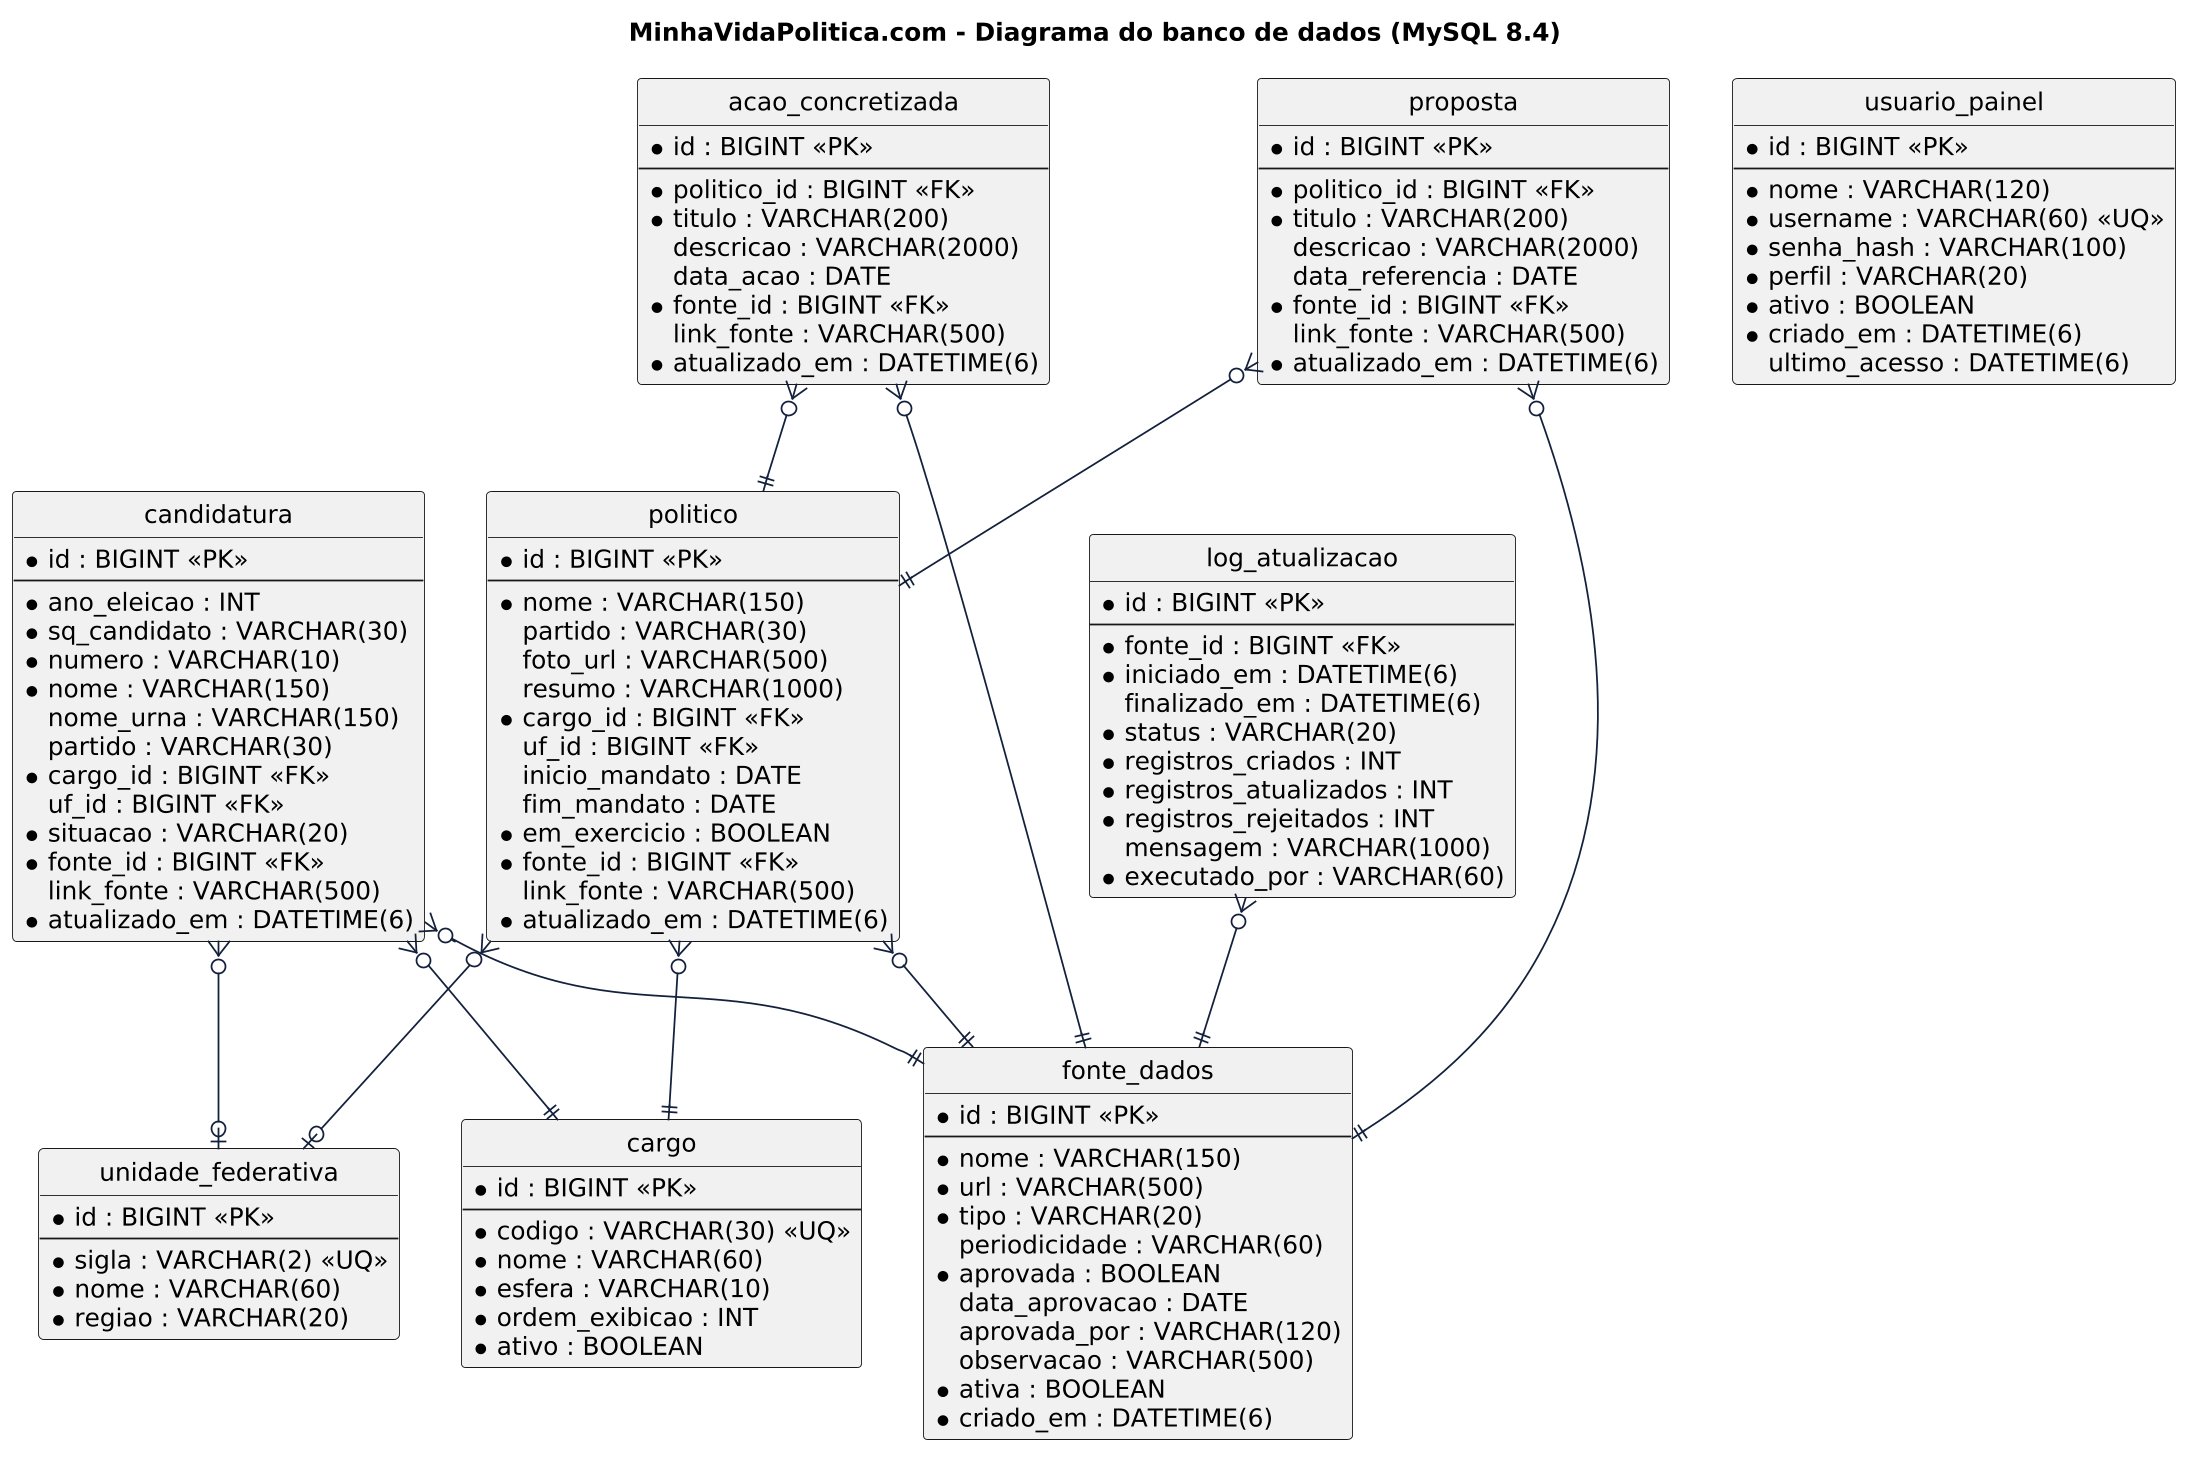 MinhaVidaPolitica.com - Diagrama do banco de dados (MySQL 8.4)
acao_concretizada
id : BIGINT «PK»
politico_id : BIGINT «FK»
titulo : VARCHAR(200)
descricao : VARCHAR(2000)
data_acao : DATE
fonte_id : BIGINT «FK»
link_fonte : VARCHAR(500)
atualizado_em : DATETIME(6)
proposta
id : BIGINT «PK»
politico_id : BIGINT «FK»
titulo : VARCHAR(200)
descricao : VARCHAR(2000)
data_referencia : DATE
fonte_id : BIGINT «FK»
link_fonte : VARCHAR(500)
atualizado_em : DATETIME(6)
usuario_painel
id : BIGINT «PK»
nome : VARCHAR(120)
username : VARCHAR(60) «UQ»
senha_hash : VARCHAR(100)
perfil : VARCHAR(20)
ativo : BOOLEAN
criado_em : DATETIME(6)
ultimo_acesso : DATETIME(6)
candidatura
id : BIGINT «PK»
ano_eleicao : INT
sq_candidato : VARCHAR(30)
numero : VARCHAR(10)
nome : VARCHAR(150)
nome_urna : VARCHAR(150)
partido : VARCHAR(30)
cargo_id : BIGINT «FK»
uf_id : BIGINT «FK»
situacao : VARCHAR(20)
fonte_id : BIGINT «FK»
link_fonte : VARCHAR(500)
atualizado_em : DATETIME(6)
politico
id : BIGINT «PK»
nome : VARCHAR(150)
partido : VARCHAR(30)
foto_url : VARCHAR(500)
resumo : VARCHAR(1000)
cargo_id : BIGINT «FK»
uf_id : BIGINT «FK»
inicio_mandato : DATE
fim_mandato : DATE
em_exercicio : BOOLEAN
fonte_id : BIGINT «FK»
link_fonte : VARCHAR(500)
atualizado_em : DATETIME(6)
log_atualizacao
id : BIGINT «PK»
fonte_id : BIGINT «FK»
iniciado_em : DATETIME(6)
finalizado_em : DATETIME(6)
status : VARCHAR(20)
registros_criados : INT
registros_atualizados : INT
registros_rejeitados : INT
mensagem : VARCHAR(1000)
executado_por : VARCHAR(60)
unidade_federativa
id : BIGINT «PK»
sigla : VARCHAR(2) «UQ»
nome : VARCHAR(60)
regiao : VARCHAR(20)
cargo
id : BIGINT «PK»
codigo : VARCHAR(30) «UQ»
nome : VARCHAR(60)
esfera : VARCHAR(10)
ordem_exibicao : INT
ativo : BOOLEAN
fonte_dados
id : BIGINT «PK»
nome : VARCHAR(150)
url : VARCHAR(500)
tipo : VARCHAR(20)
periodicidade : VARCHAR(60)
aprovada : BOOLEAN
data_aprovacao : DATE
aprovada_por : VARCHAR(120)
observacao : VARCHAR(500)
ativa : BOOLEAN
criado_em : DATETIME(6)